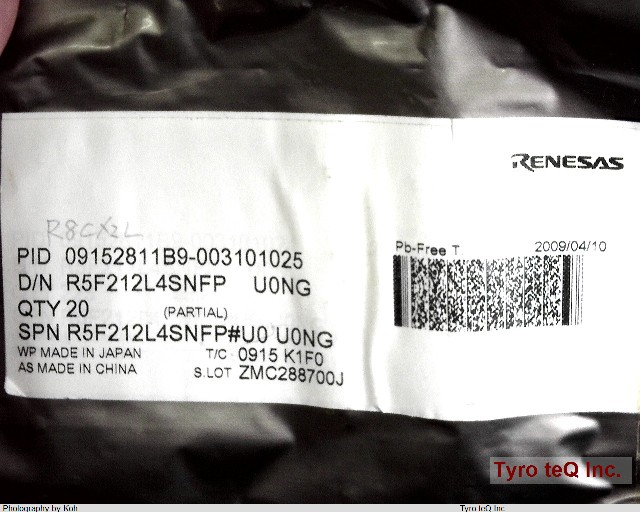 RENESAS
R8CX2L
Pb-Free T 2009/04/10
PID 09152811B9-003101025
D/N R5F212L4SNFP U0NG
QTY 20 (PARTIAL)
SPN R5F212L4SNFP#U0 U0NG
WP MADE IN JAPAN T/C 0915 K1F0
AS MADE IN CHINA S.LOT ZMC288700J
Tyro teQ Inc.
Photography by Koh Tyro teQ Inc